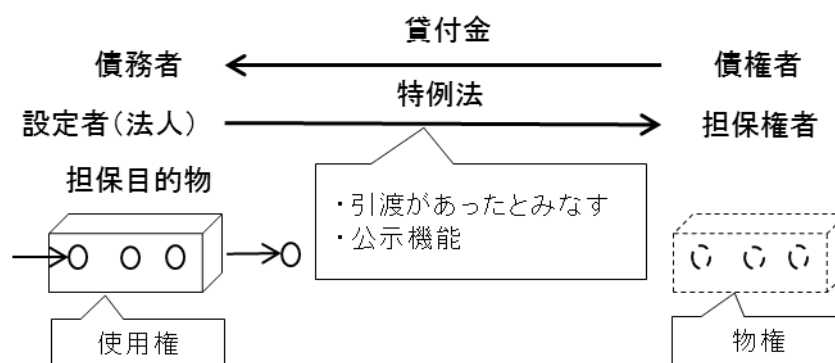 貸付金
債務者
債権者
特例法
設定者(法人)
担保権者
担保目的物
・引渡があったとみなす
・公示機能
使用権
物権